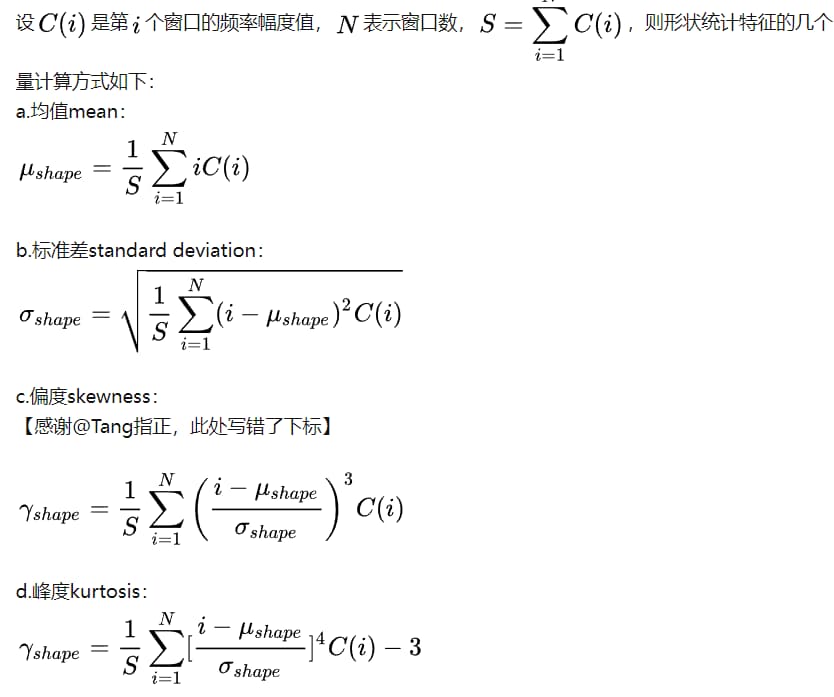 设 C(i) 是第 i 个窗口的频率幅度值， N 表示窗口数， S = \sum_{i=1} C(i) ，则形状统计特征的几个
量计算方式如下：
a.均值mean：
\mu_{shape} = \frac{1}{S} \sum_{i=1}^{N} iC(i)
b.标准差standard deviation：
\sigma_{shape} = \sqrt{\frac{1}{S} \sum_{i=1}^{N} (i - \mu_{shape})^2 C(i)}
c.偏度skewness：
【感谢@Tang指正，此处写错了下标】
\gamma_{shape} = \frac{1}{S} \sum_{i=1}^{N} \left( \frac{i - \mu_{shape}}{\sigma_{shape}} \right)^3 C(i)
d.峰度kurtosis：
\gamma_{shape} = \frac{1}{S} \sum_{i=1}^{N} [\frac{i - \mu_{shape}}{\sigma_{shape}}]^4 C(i) - 3